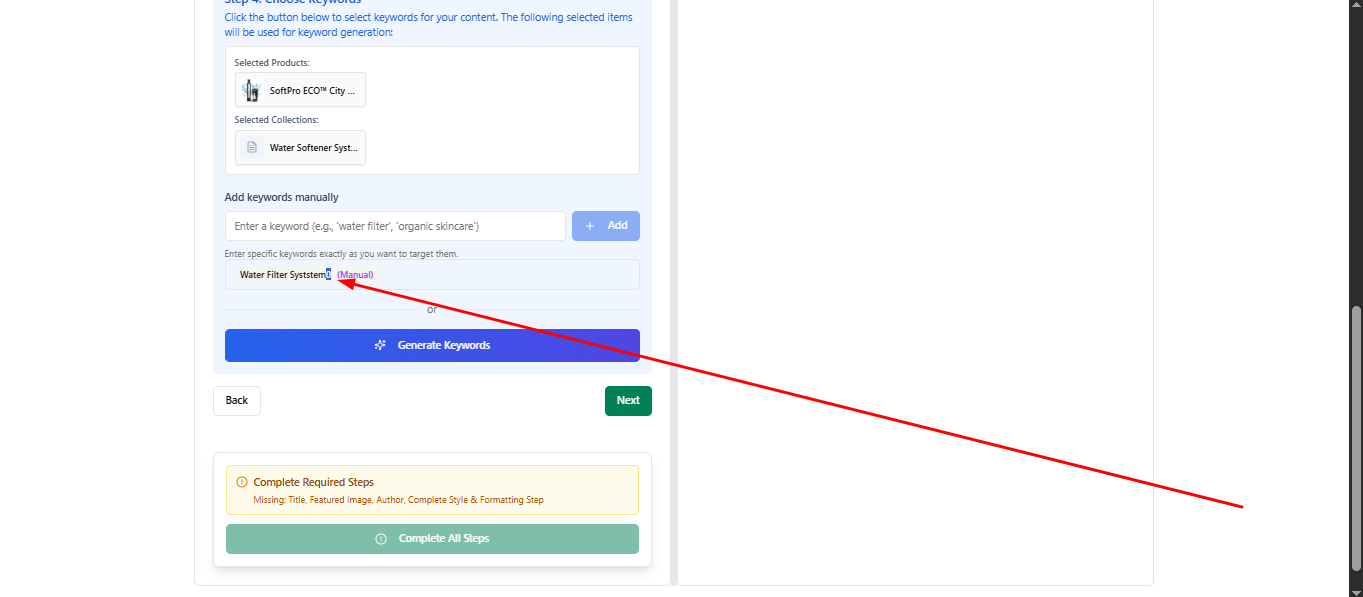 Step 4: Choose Keywords
Click the button below to select keywords for your content. The following selected items
will be used for keyword generation:
Selected Products:
SoftPro ECO™ City ...
Selected Collections:
Water Softener Syst...
Add keywords manually
Enter a keyword (e.g., 'water filter', 'organic skincare')
+ Add
Enter specific keywords exactly as you want to target them.
Water Filter Syststem0 (Manual)
or
Generate Keywords
Back
Next
Complete Required Steps
Missing: Title, Featured Image, Author, Complete Style & Formatting Step
Complete All Steps